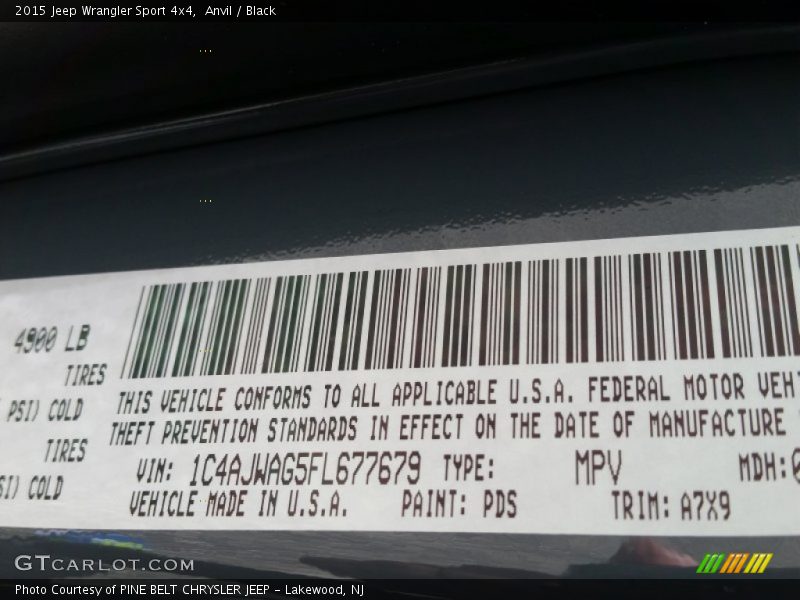 2015 Jeep Wrangler Sport 4x4,  Anvil / Black
4900 LB
TIRES
PSI) COLD
TIRES
SI) COLD
THIS VEHICLE CONFORMS TO ALL APPLICABLE U.S.A. FEDERAL MOTOR VEH
THEFT PREVENTION STANDARDS IN EFFECT ON THE DATE OF MANUFACTURE
VIN: 1C4AJWAG5FL677679 TYPE: MPV MDH:0
VEHICLE MADE IN U.S.A. PAINT: PDS TRIM: A7X9
GTCARLOT.COM
Photo Courtesy of PINE BELT CHRYSLER JEEP - Lakewood, NJ